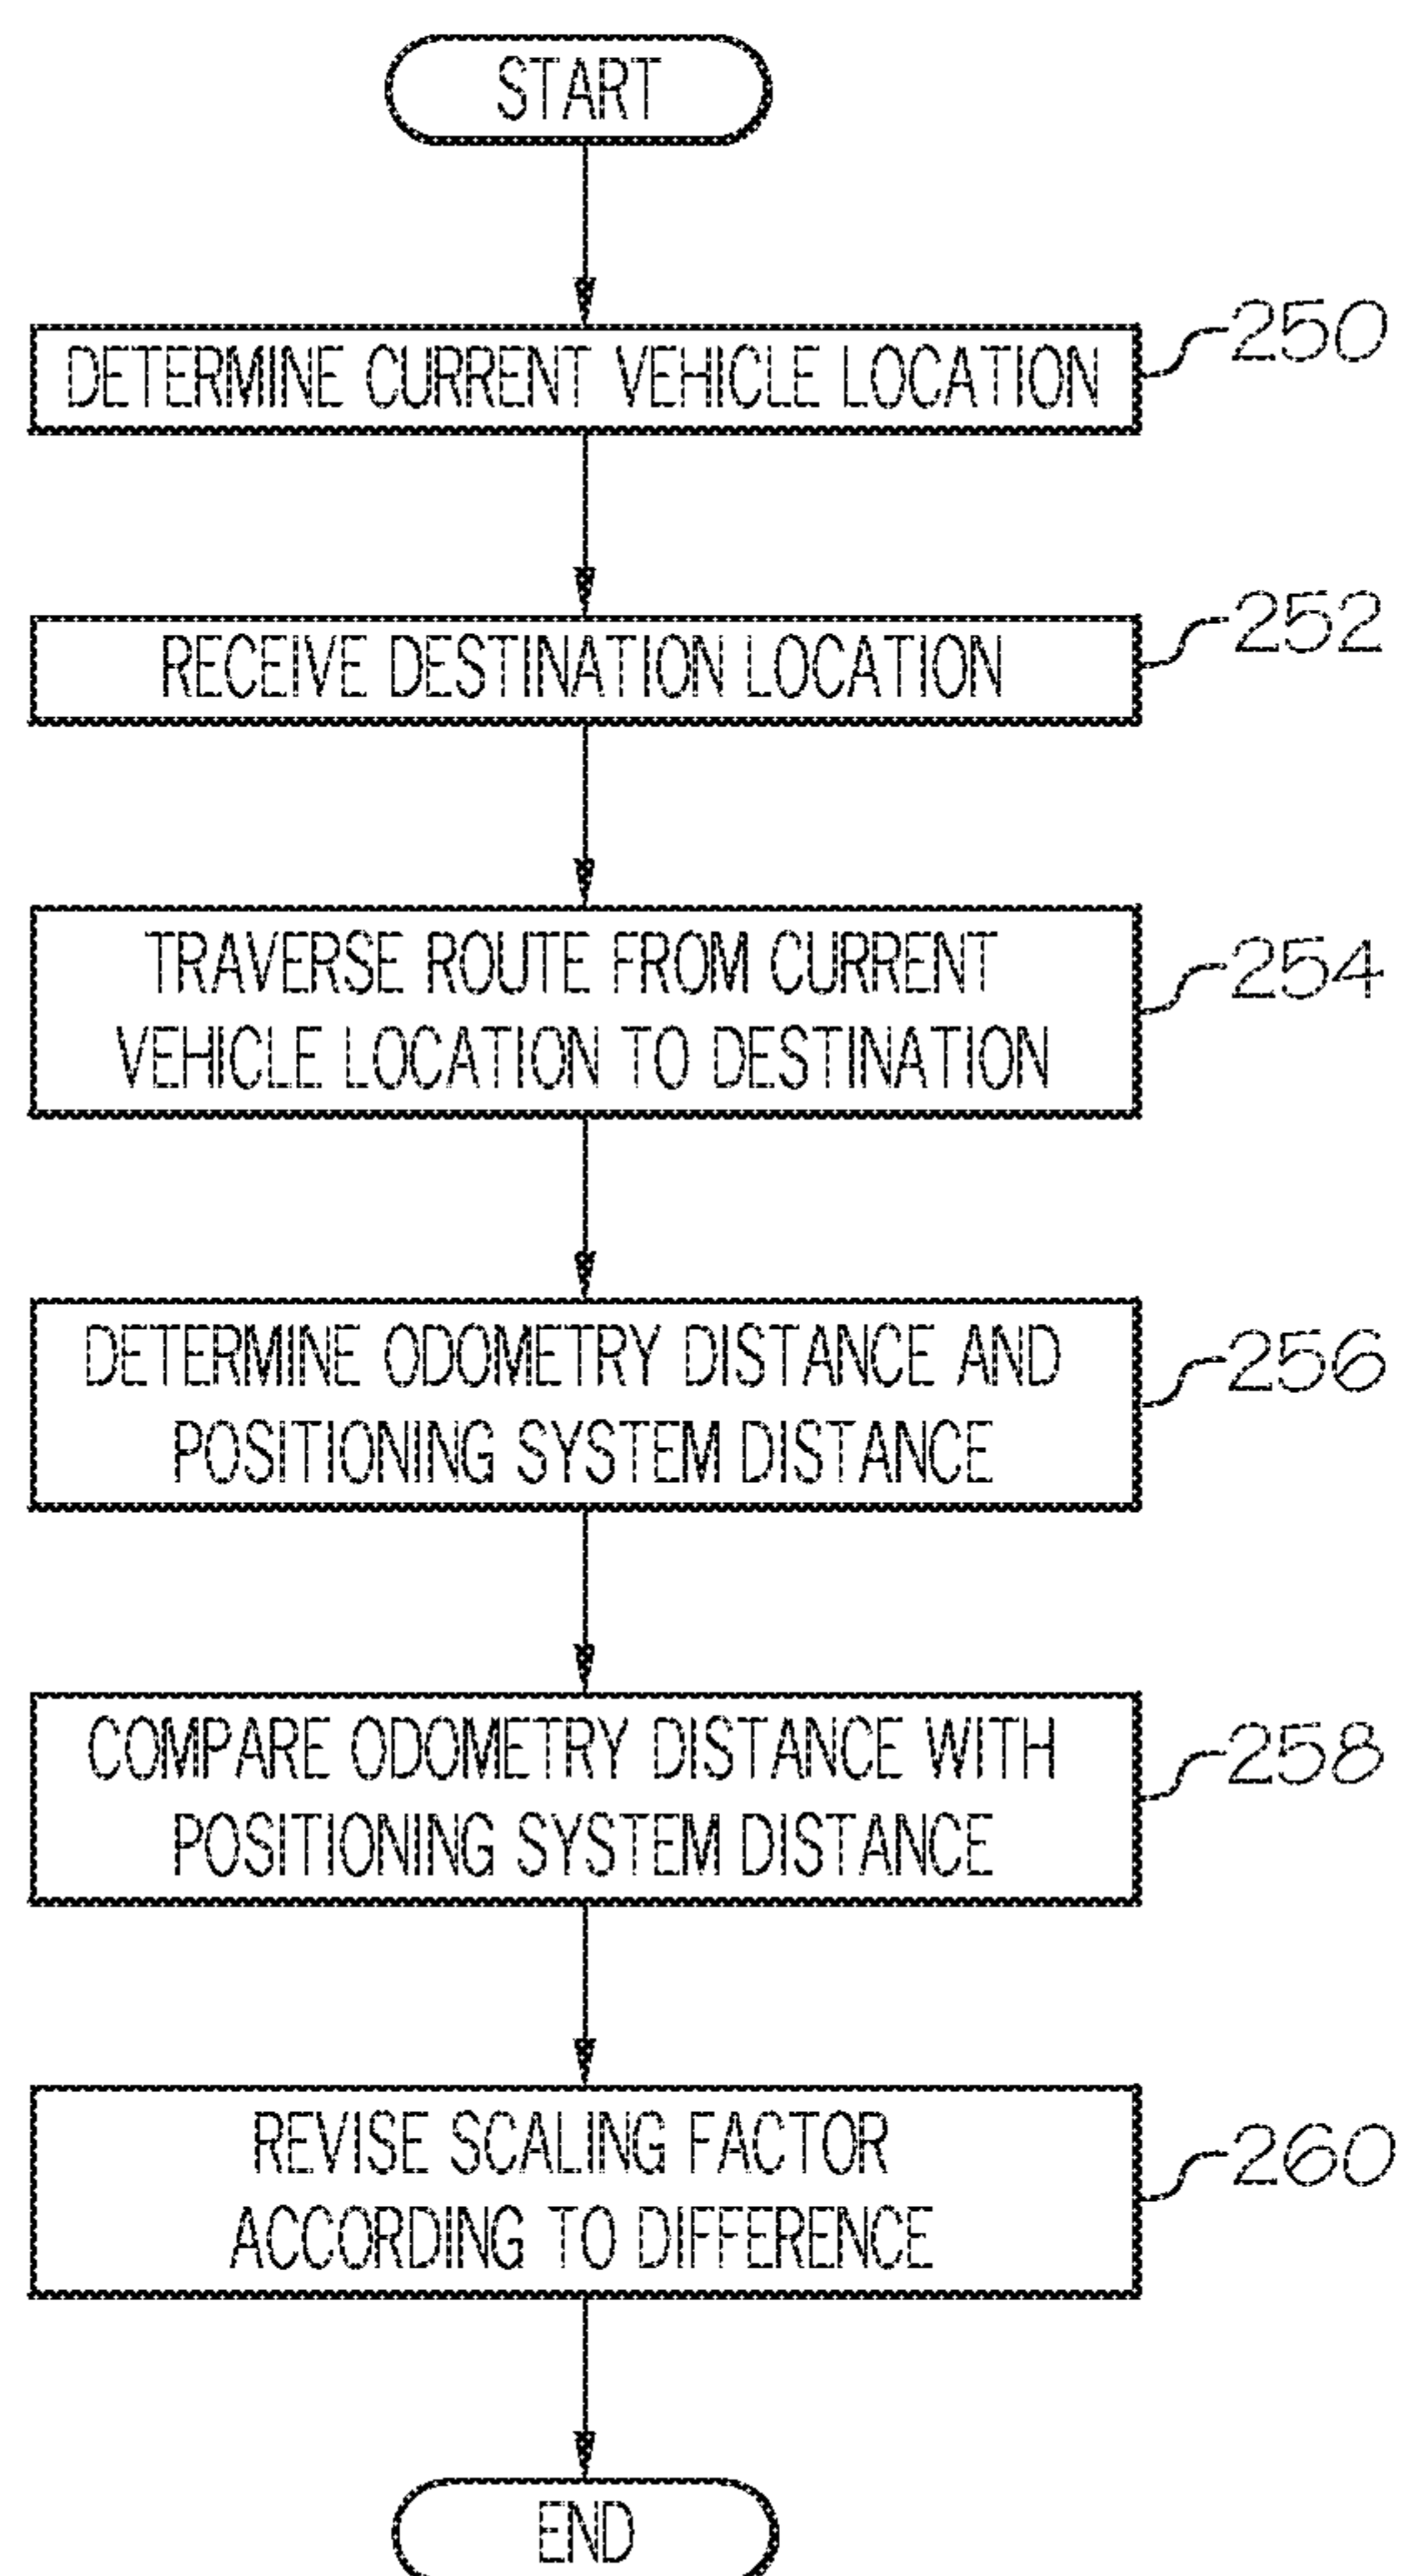 START
DETERMINE CURRENT VEHICLE LOCATION
250
RECEIVE DESTINATION LOCATION
252
TRAVERSE ROUTE FROM CURRENT
VEHICLE LOCATION TO DESTINATION
254
DETERMINE ODOMETRY DISTANCE AND
POSITIONING SYSTEM DISTANCE
256
COMPARE ODOMETRY DISTANCE WITH
POSITIONING SYSTEM DISTANCE
258
REVISE SCALING FACTOR
ACCORDING TO DIFFERENCE
260
END